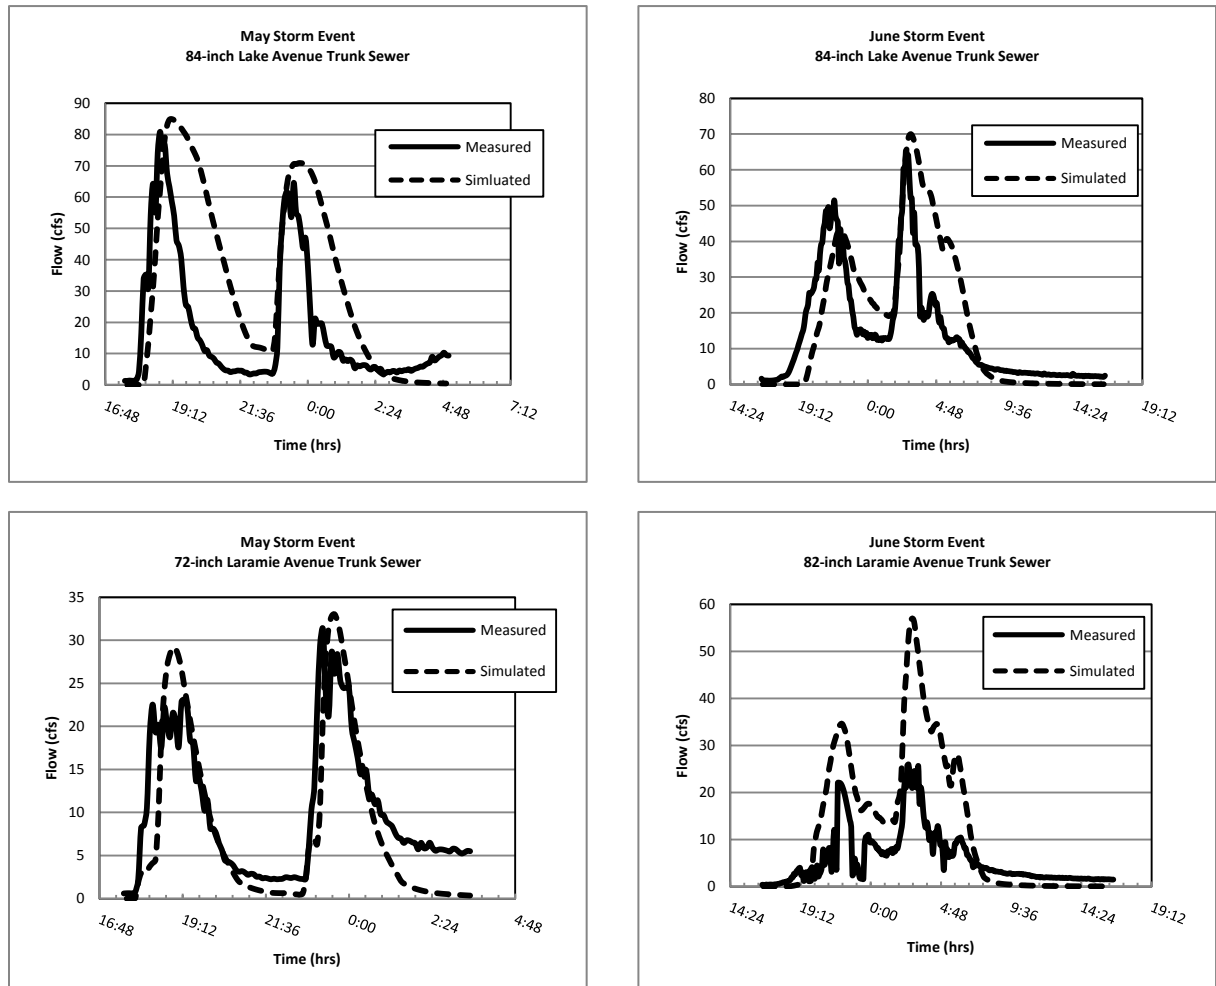 May Storm Event
84-inch Lake Avenue Trunk Sewer
90
80
70
60
50
40
30
20
10
0
Flow (cfs)
Measured
Simluated
16:48
19:12
21:36
0:00
2:24
4:48
7:12
Time (hrs)
June Storm Event
84-inch Lake Avenue Trunk Sewer
80
70
60
50
40
30
20
10
0
Flow (cfs)
Measured
Simulated
14:24
19:12
0:00
4:48
9:36
14:24
19:12
Time (hrs)
May Storm Event
72-inch Laramie Avenue Trunk Sewer
35
30
25
20
15
10
5
0
Flow (cfs)
Measured
Simulated
16:48
19:12
21:36
0:00
2:24
4:48
Time (hrs)
June Storm Event
82-inch Laramie Avenue Trunk Sewer
60
50
40
30
20
10
0
Flow (cfs)
Measured
Simulated
14:24
19:12
0:00
4:48
9:36
14:24
19:12
Time (hrs)